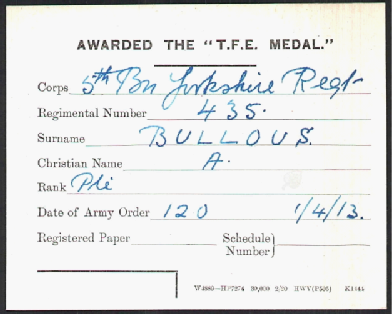 AWARDED THE "T.F.E. MEDAL."
Corps 5th Bn Yorkshire Regt
Regimental Number 435.
Surname BULLOUS.
Christian Name A.
Rank Pte
Date of Army Order 120 1/4/13.
Registered Paper Schedule Number}